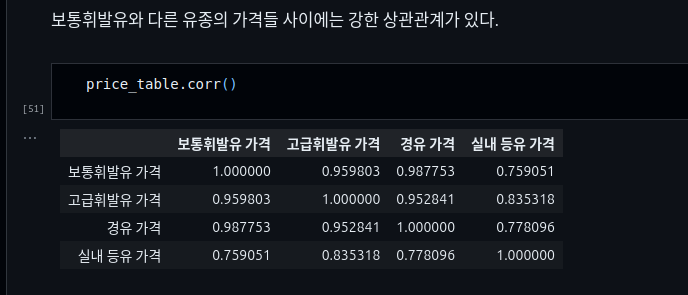 보통휘발유와 다른 유종의 가격들 사이에는 강한 상관관계가 있다.
price_table.corr()
[51]
...
보통휘발유 가격 고급휘발유 가격 경유 가격 실내 등유 가격
보통휘발유 가격 1.000000 0.959803 0.987753 0.759051
고급휘발유 가격 0.959803 1.000000 0.952841 0.835318
경유 가격 0.987753 0.952841 1.000000 0.778096
실내 등유 가격 0.759051 0.835318 0.778096 1.000000